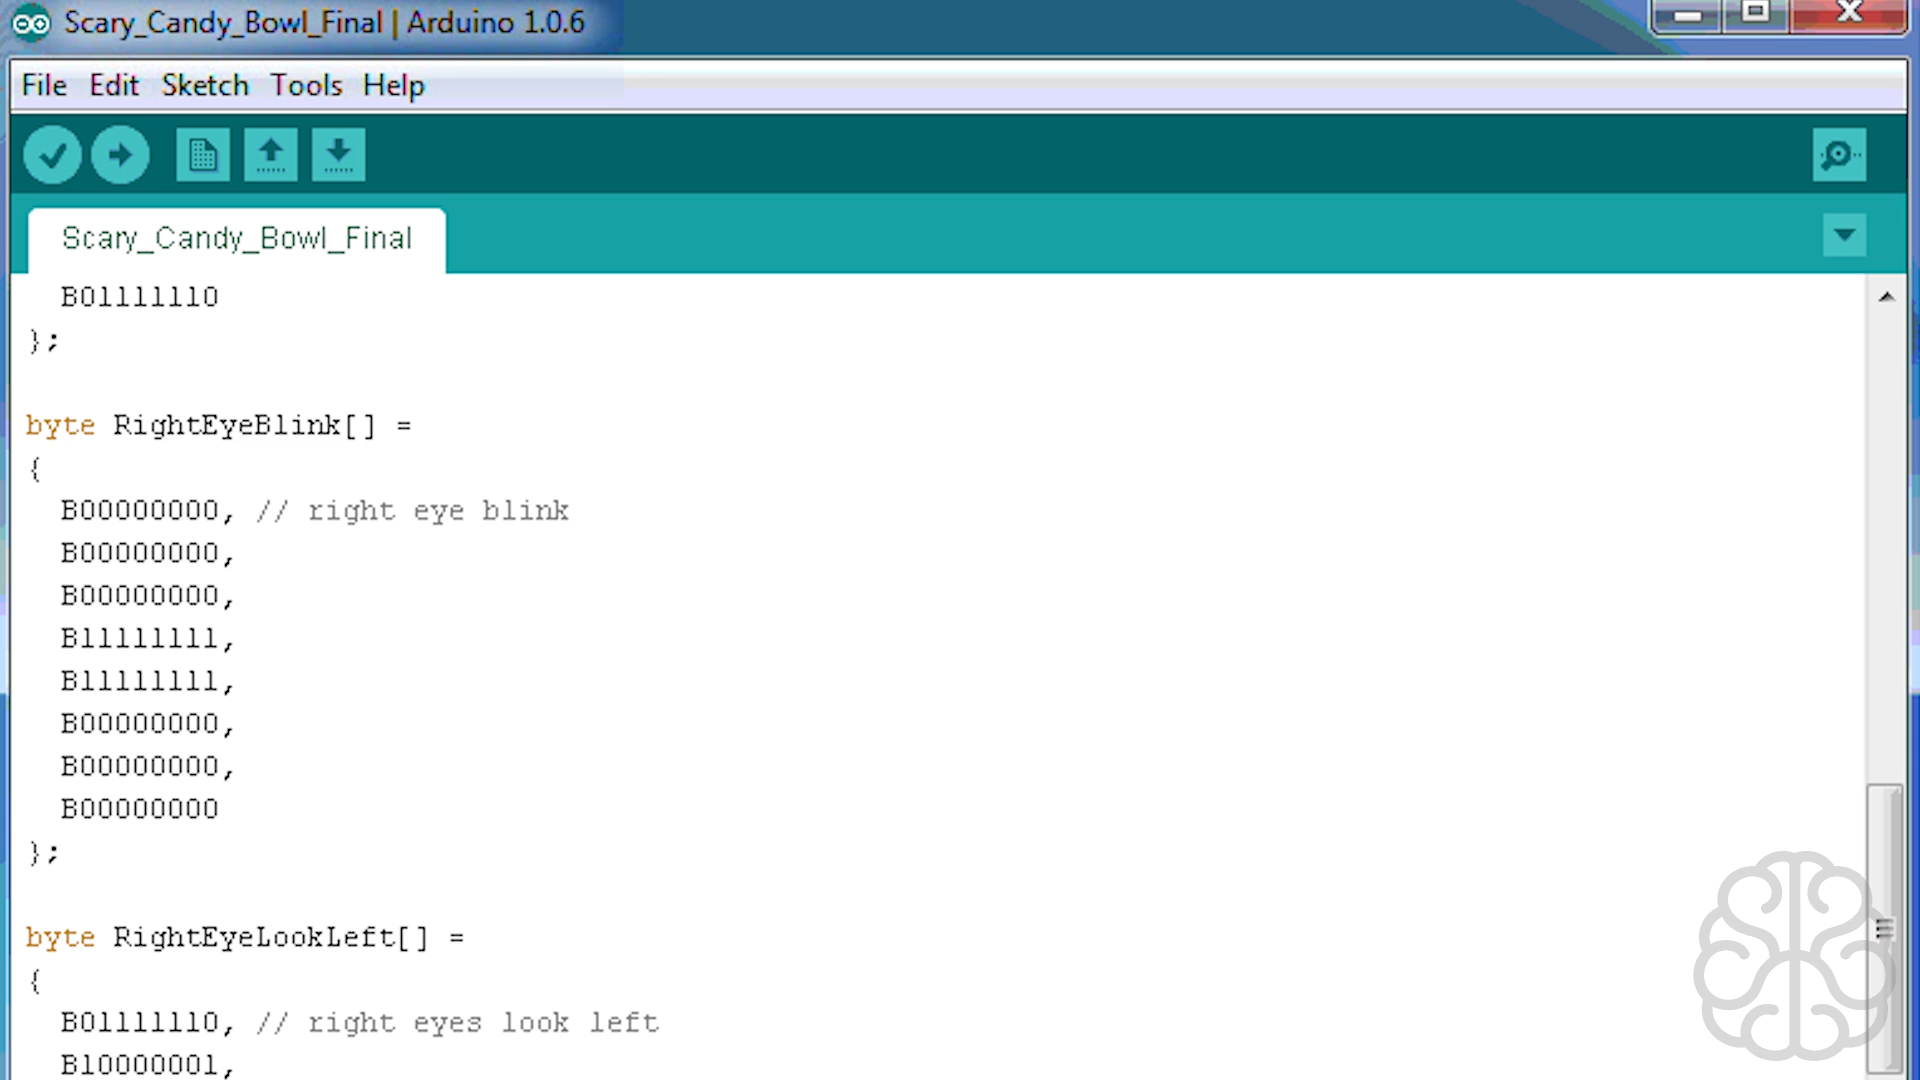 Scary_Candy_Bowl_Final | Arduino 1.0.6
File Edit Sketch Tools Help
Scary_Candy_Bowl_Final
B01111110
};
byte RightEyeBlink[] =
{
B00000000, // right eye blink
B00000000,
B00000000,
B11111111,
B11111111,
B00000000,
B00000000,
B00000000
};
byte RightEyeLookLeft[] =
{
B01111110, // right eyes look left
B10000001,